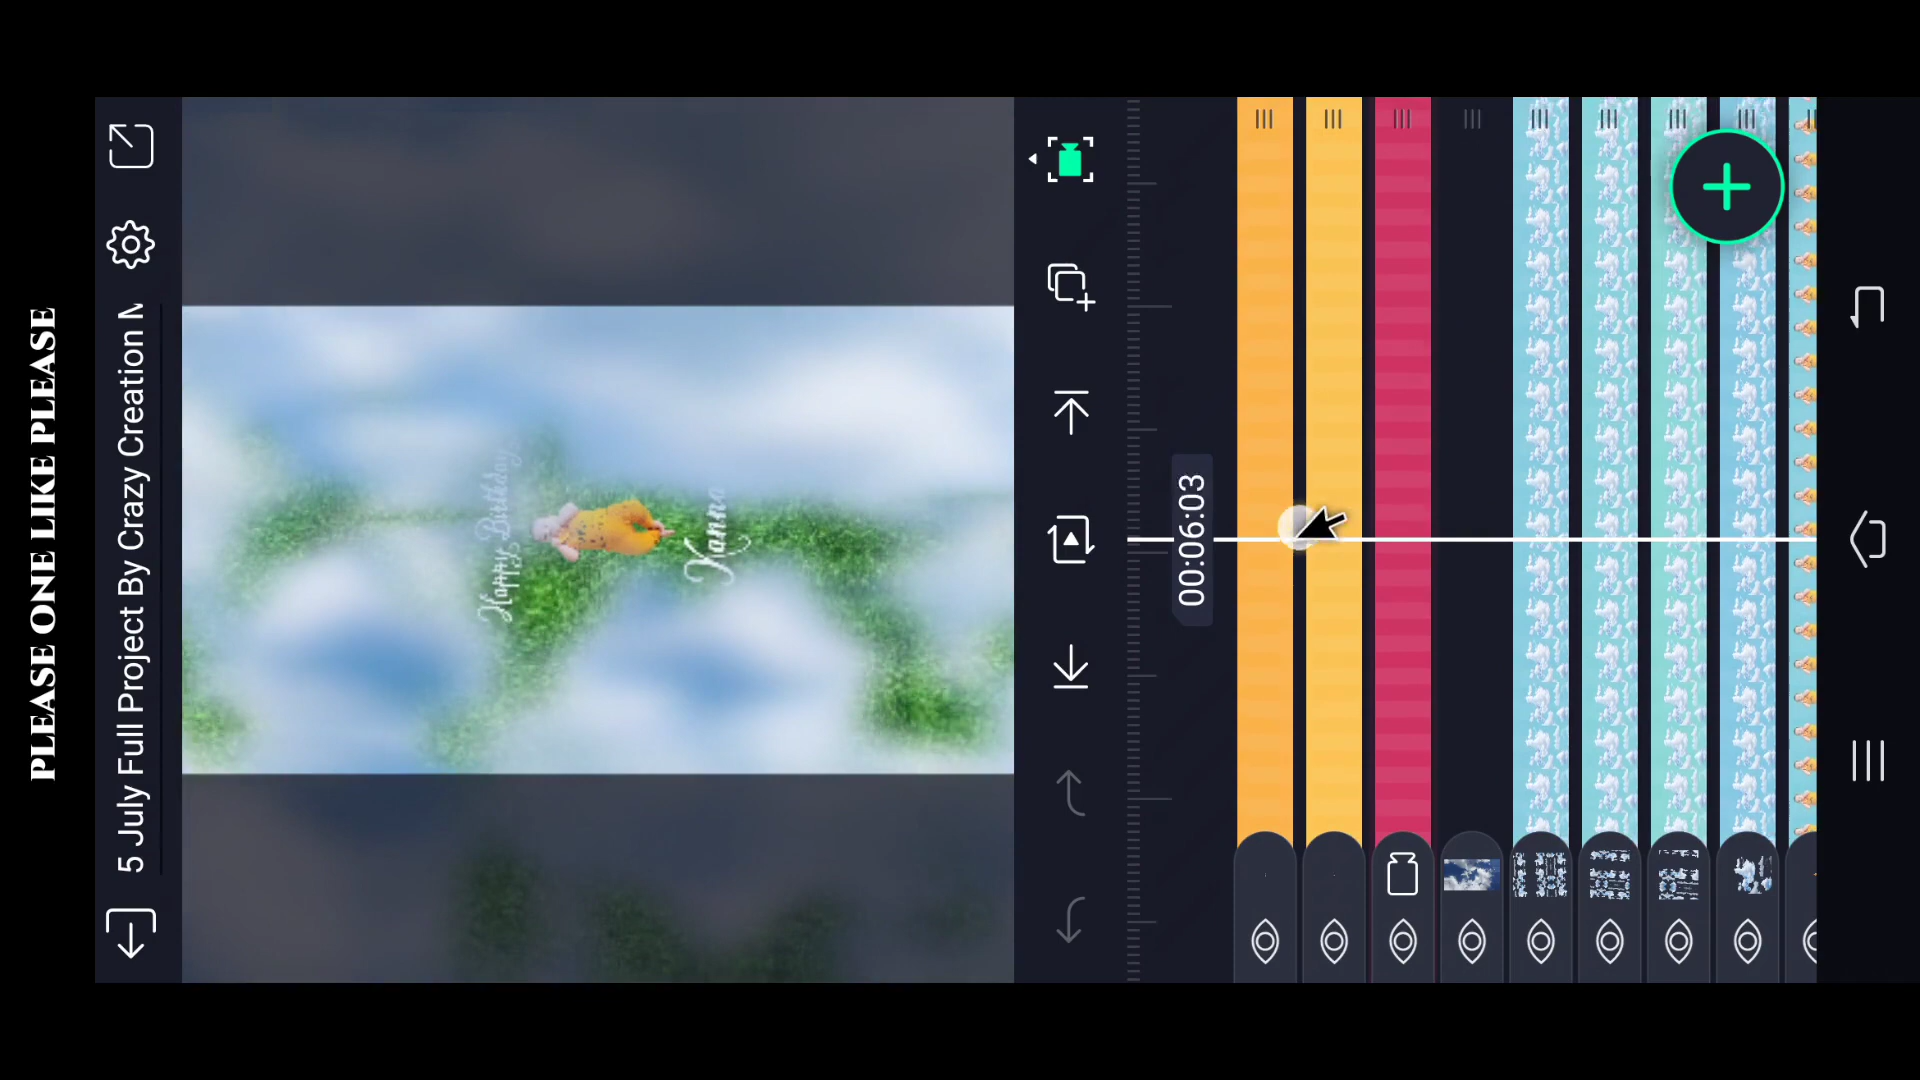 PLEASE ONE LIKE PLEASE
5 July Full Project By Crazy Creation
Happy Birthday
00:06:03